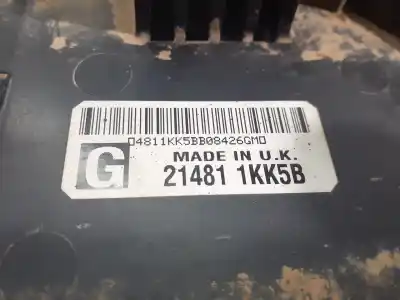 04811KK5BB08426GM0
G MADE IN U.K.
21481 1KK5B